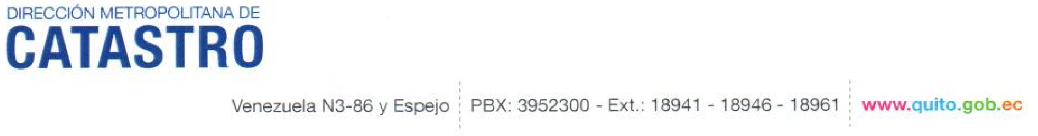 DIRECCIÓN METROPOLITANA DE
CATASTRO
Venezuela N3-86 y Espejo PBX: 3952300 - Ext.: 18941 - 18946 - 18961 www.quito.gob.ec